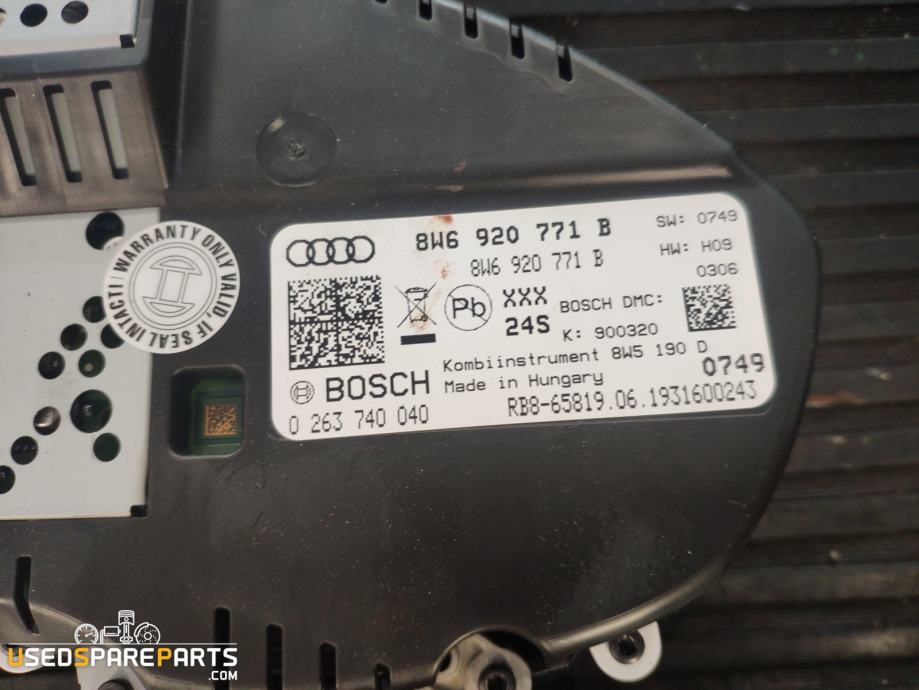 WARRANTY ONLY VALID, IF SEAL INTACT!
8W6 920 771 B
SW: 0749
8W6 920 771 B
HW: H09
0306
Pb
XXX
24S
BOSCH DMC:
K: 900320
Kombiinstrument 8W5 190 D
0749
BOSCH
Made in Hungary
0 263 740 040
RB8-65819.06.1931600243
USEDSPAREPARTS
.COM